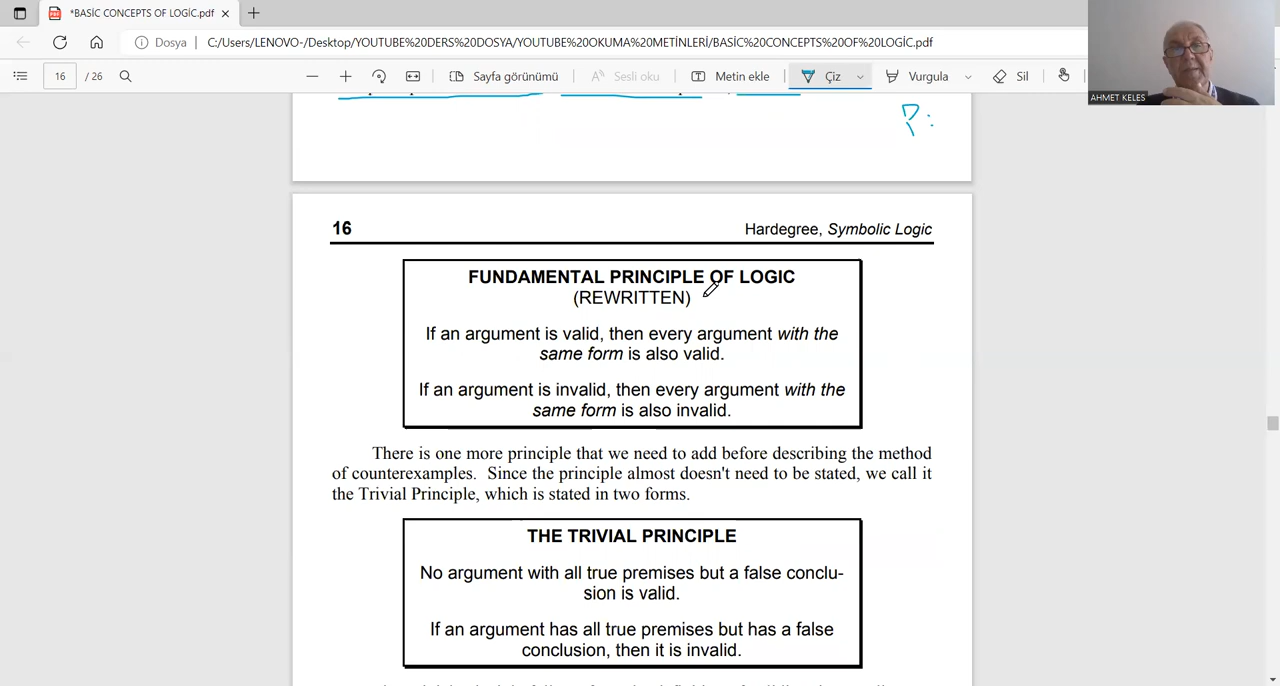 *BASIC CONCEPTS OF LOGİC.pdf
Dosya
C:/Users/LENOVO-/Desktop/YOUTUBE%20DERS%20DOSYA/YOUTUBE%20OKUMA%20METİNLERİ/BASİC%20CONCEPTS%20OF%20LOGİC.pdf
16 / 26
Sayfa görünümü
Sesli oku
Metin ekle
Çiz
Vurgula
Sil
AHMET KELES
P:
16
Hardegree, Symbolic Logic
FUNDAMENTAL PRINCIPLE OF LOGIC
(REWRITTEN)
If an argument is valid, then every argument with the
same form is also valid.
If an argument is invalid, then every argument with the
same form is also invalid.
There is one more principle that we need to add before describing the method
of counterexamples. Since the principle almost doesn't need to be stated, we call it
the Trivial Principle, which is stated in two forms.
THE TRIVIAL PRINCIPLE
No argument with all true premises but a false conclu-
sion is valid.
If an argument has all true premises but has a false
conclusion, then it is invalid.